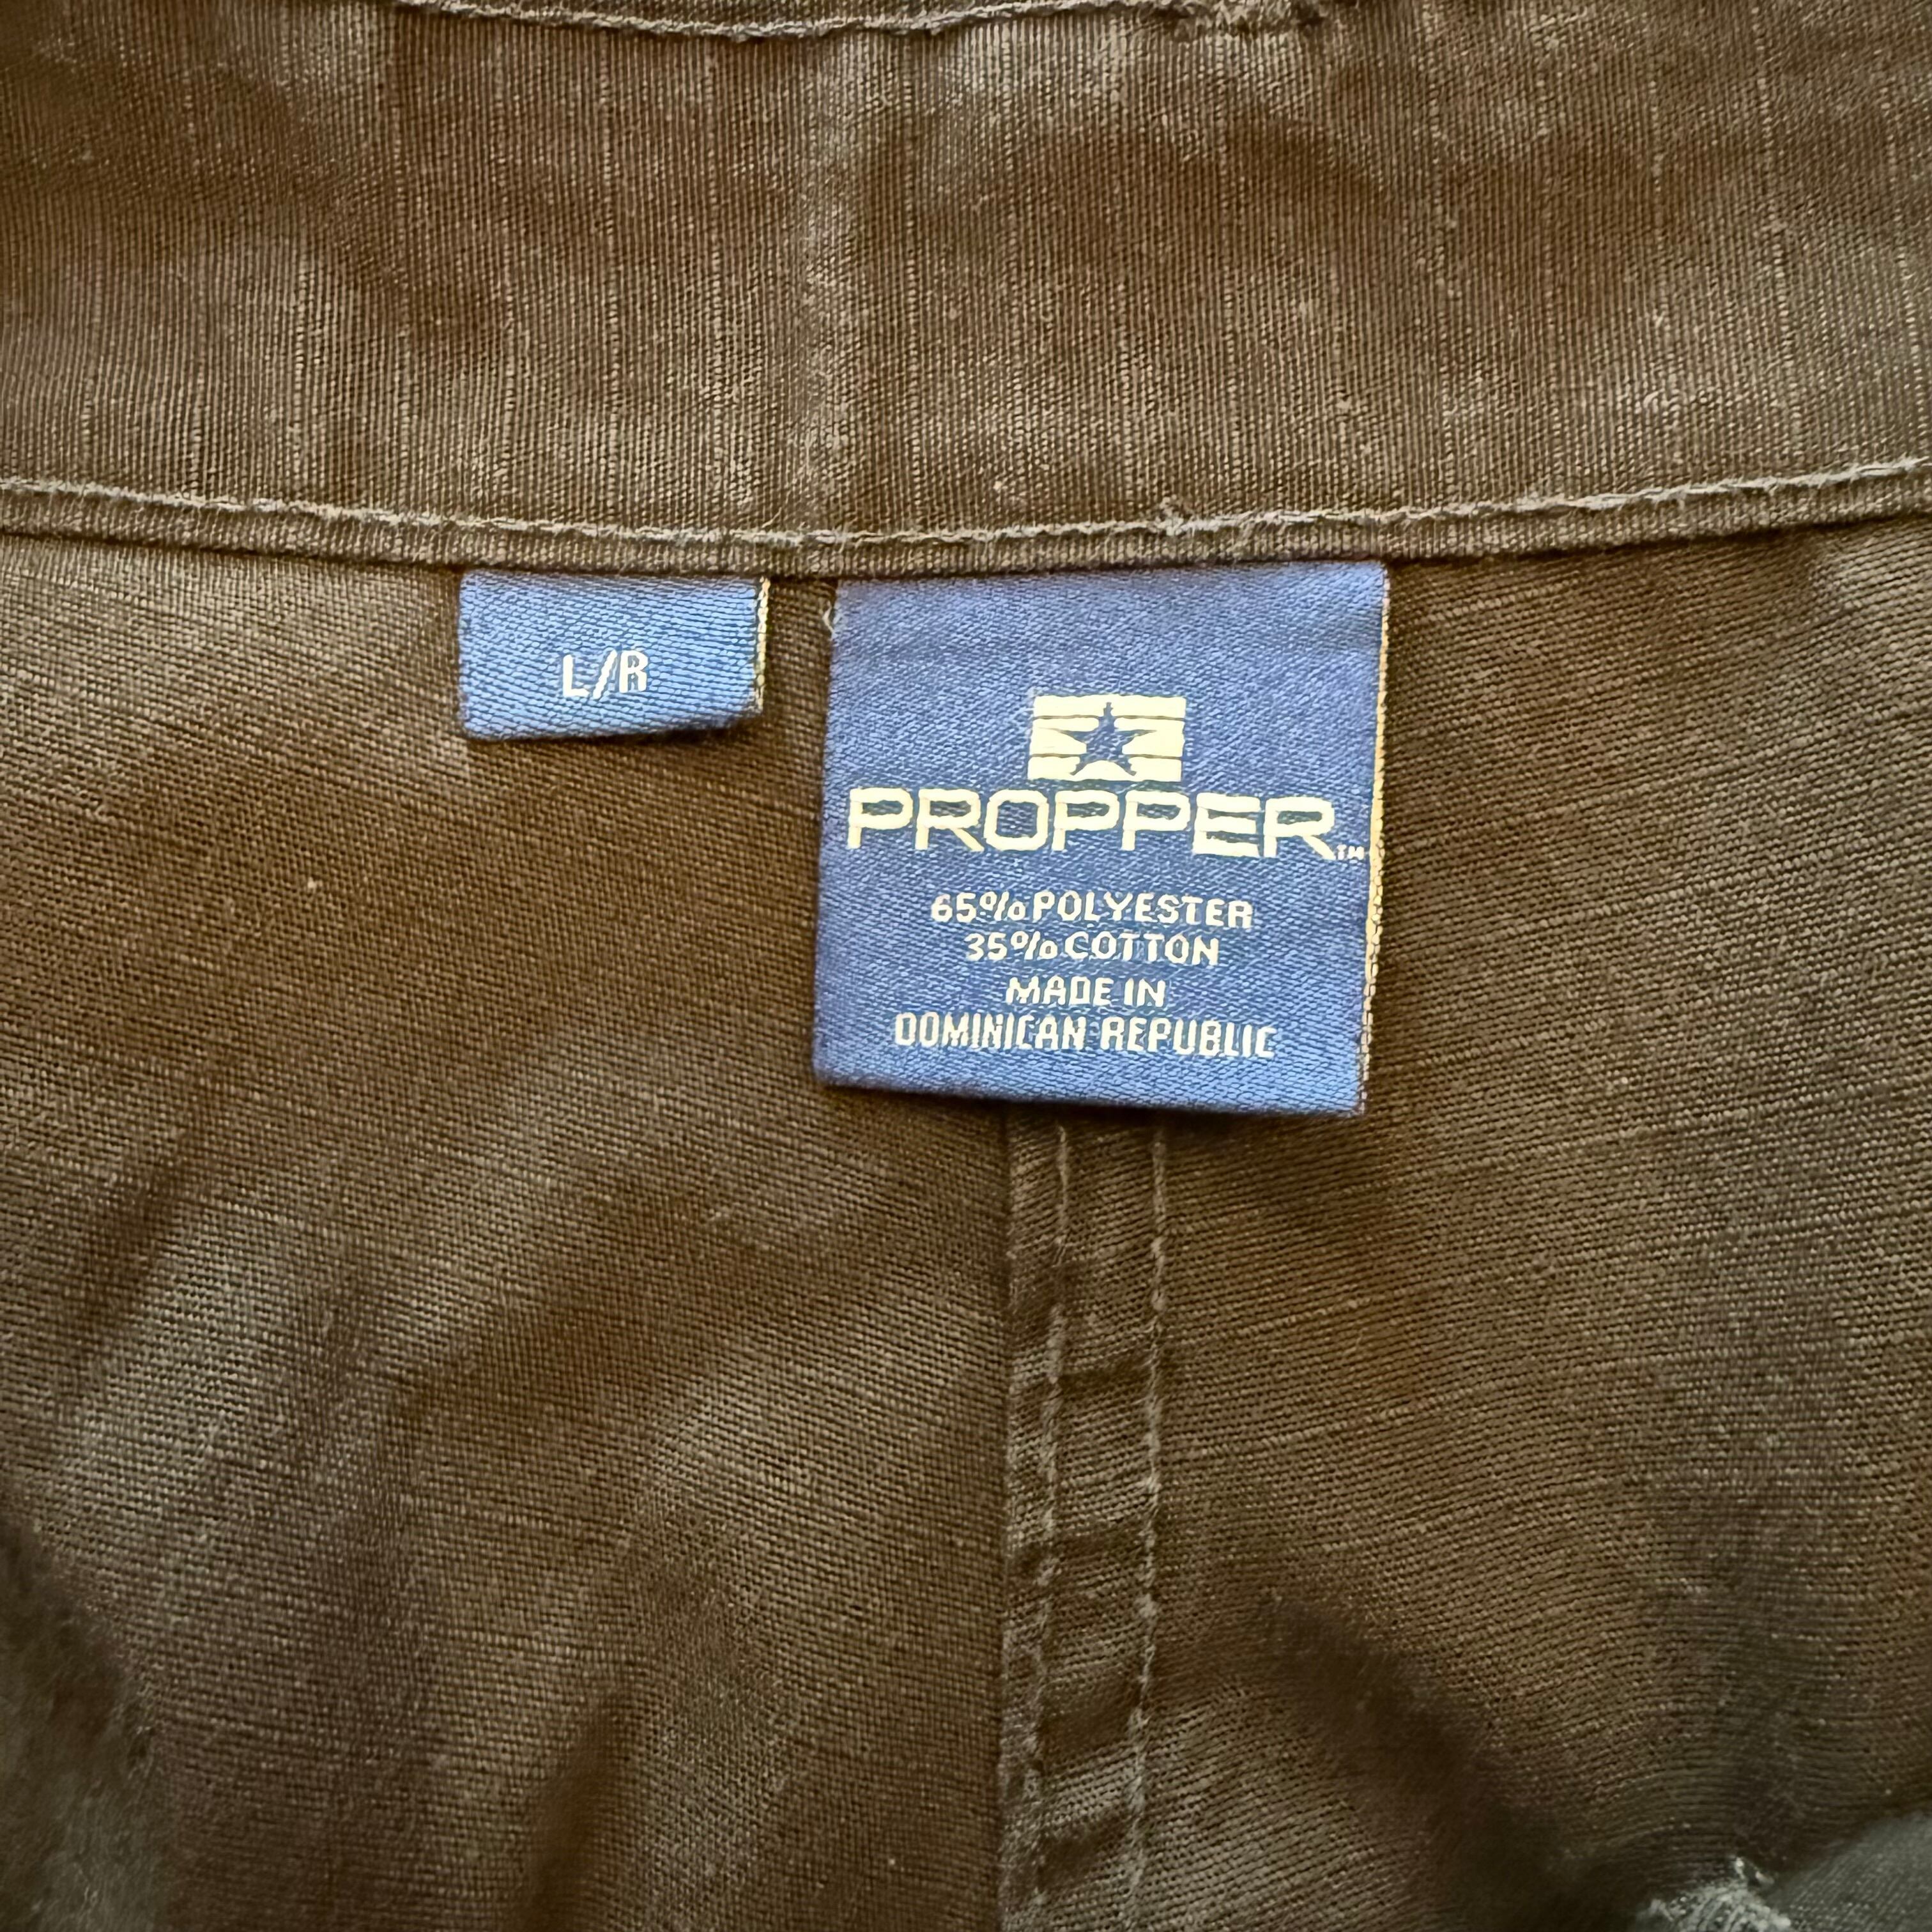 L/R
PROPPER™
65% POLYESTER
35% COTTON
MADE IN
DOMINICAN REPUBLIC